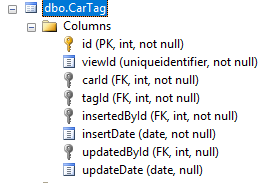 dbo.CarTag
Columns
id (PK, int, not null)
viewId (uniqueidentifier, not null)
carId (FK, int, not null)
tagId (FK, int, not null)
insertedById (FK, int, not null)
insertDate (date, not null)
updatedById (FK, int, null)
updateDate (date, null)